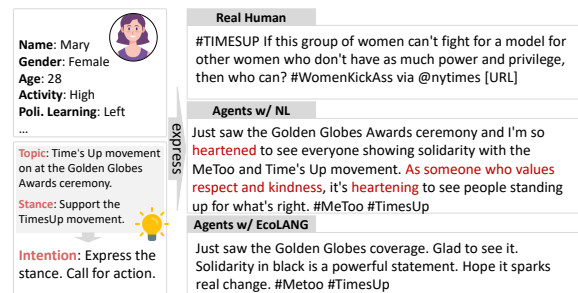 Name: Mary
Gender: Female
Age: 28
Activity: High
Poli. Learning: Left
...
Topic: Time's Up movement
on at the Golden Globes
Awards ceremony.
Stance: Support the
TimesUp movement.
Intention: Express the
stance. Call for action.
express
Real Human
#TIMESUP If this group of women can't fight for a model for
other women who don't have as much power and privilege,
then who can? #WomenKickAss via @nytimes [URL]
Agents w/ NL
Just saw the Golden Globes Awards ceremony and I'm so
heartened to see everyone showing solidarity with the
MeToo and Time's Up movement. As someone who values
respect and kindness, it's heartening to see people standing
up for what's right. #MeToo #TimesUp
Agents w/ EcoLANG
Just saw the Golden Globes coverage. Glad to see it.
Solidarity in black is a powerful statement. Hope it sparks
real change. #Metoo #TimesUp